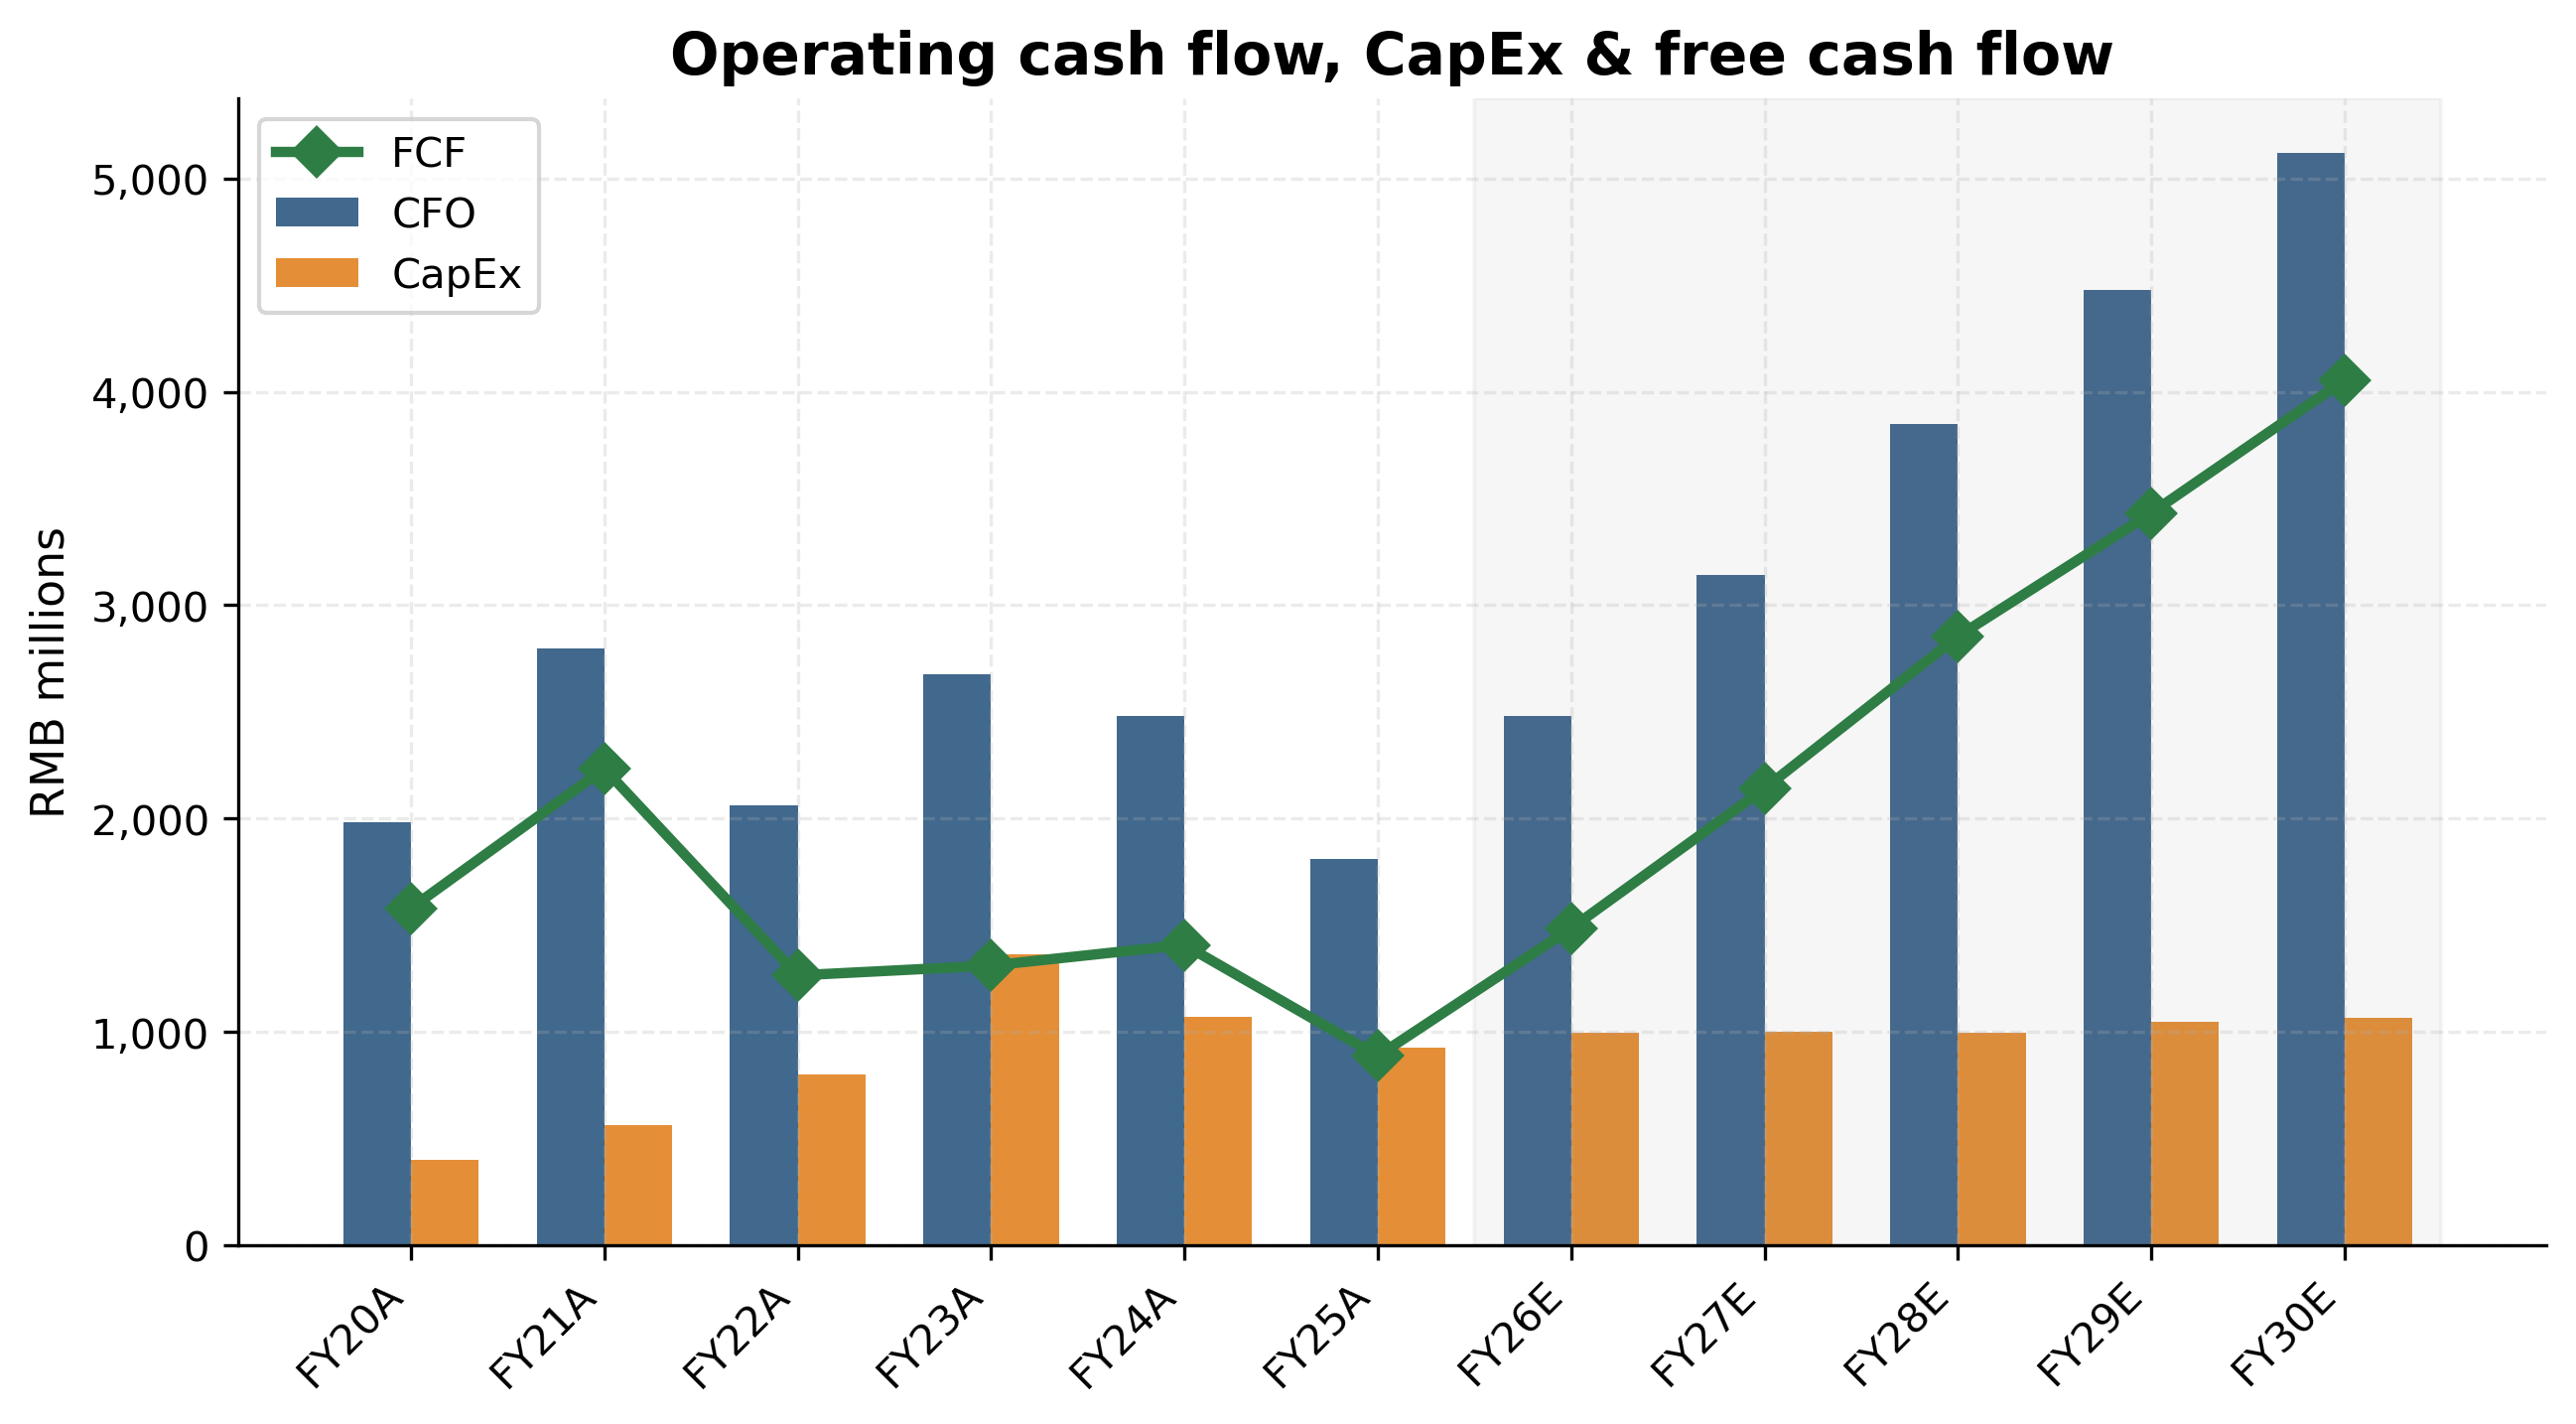 Operating cash flow, CapEx & free cash flow
FCF
CFO
CapEx
RMB millions
5,000
4,000
3,000
2,000
1,000
0
FY20A
FY21A
FY22A
FY23A
FY24A
FY25A
FY26E
FY27E
FY28E
FY29E
FY30E